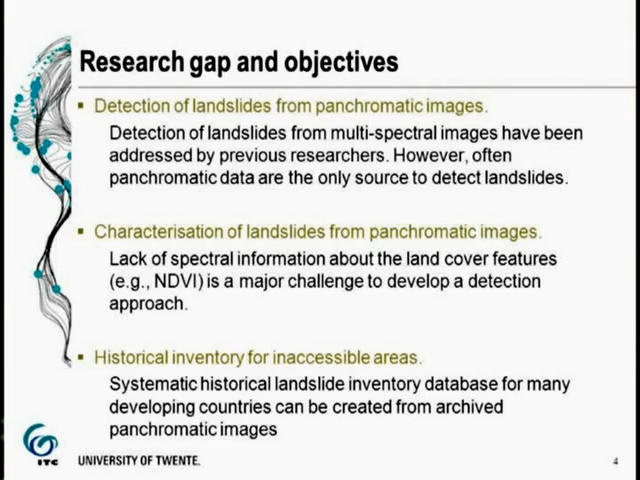 Research gap and objectives
Detection of landslides from panchromatic images.
Detection of landslides from multi-spectral images have been
addressed by previous researchers. However, often
panchromatic data are the only source to detect landslides.
Characterisation of landslides from panchromatic images.
Lack of spectral information about the land cover features
(e.g., NDVI) is a major challenge to develop a detection
approach.
Historical inventory for inaccessible areas.
Systematic historical landslide inventory database for many
developing countries can be created from archived
panchromatic images
ITC UNIVERSITY OF TWENTE. 4